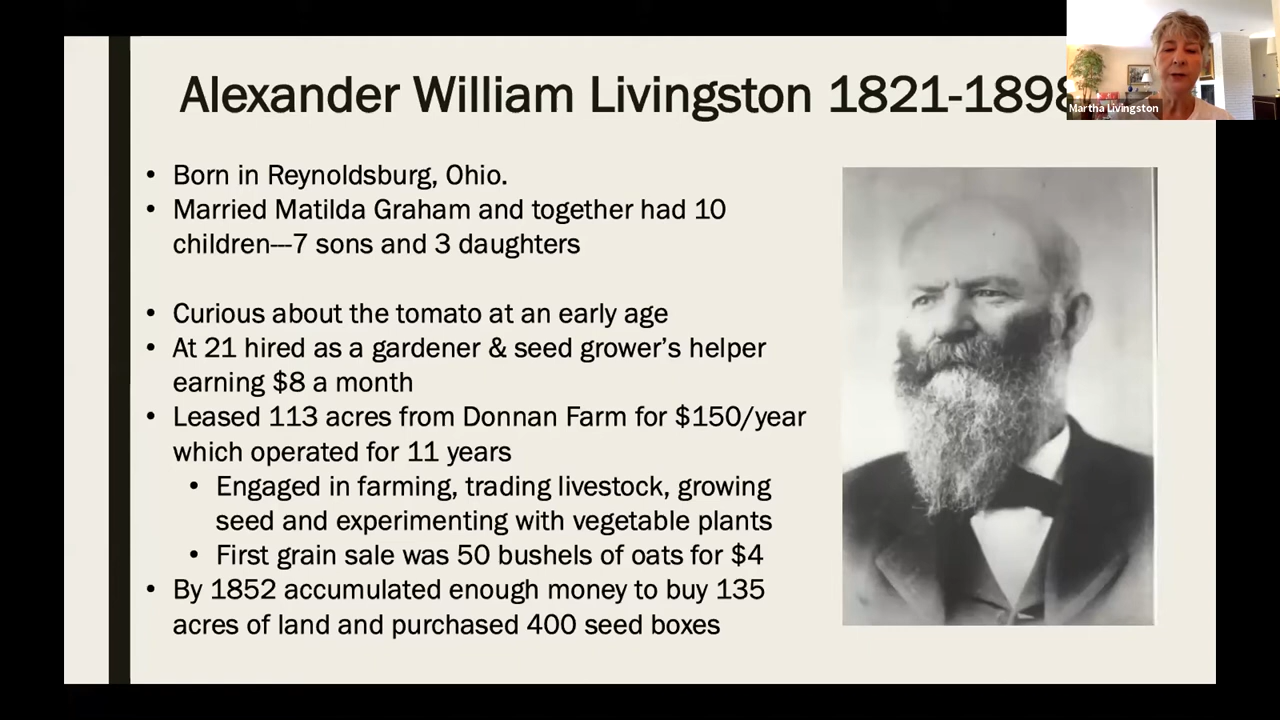 Alexander William Livingston 1821-1898
Martha Livingston
• Born in Reynoldsburg, Ohio.
• Married Matilda Graham and together had 10
children---7 sons and 3 daughters
• Curious about the tomato at an early age
• At 21 hired as a gardener & seed grower’s helper
earning $8 a month
• Leased 113 acres from Donnan Farm for $150/year
which operated for 11 years
• Engaged in farming, trading livestock, growing
seed and experimenting with vegetable plants
• First grain sale was 50 bushels of oats for $4
• By 1852 accumulated enough money to buy 135
acres of land and purchased 400 seed boxes